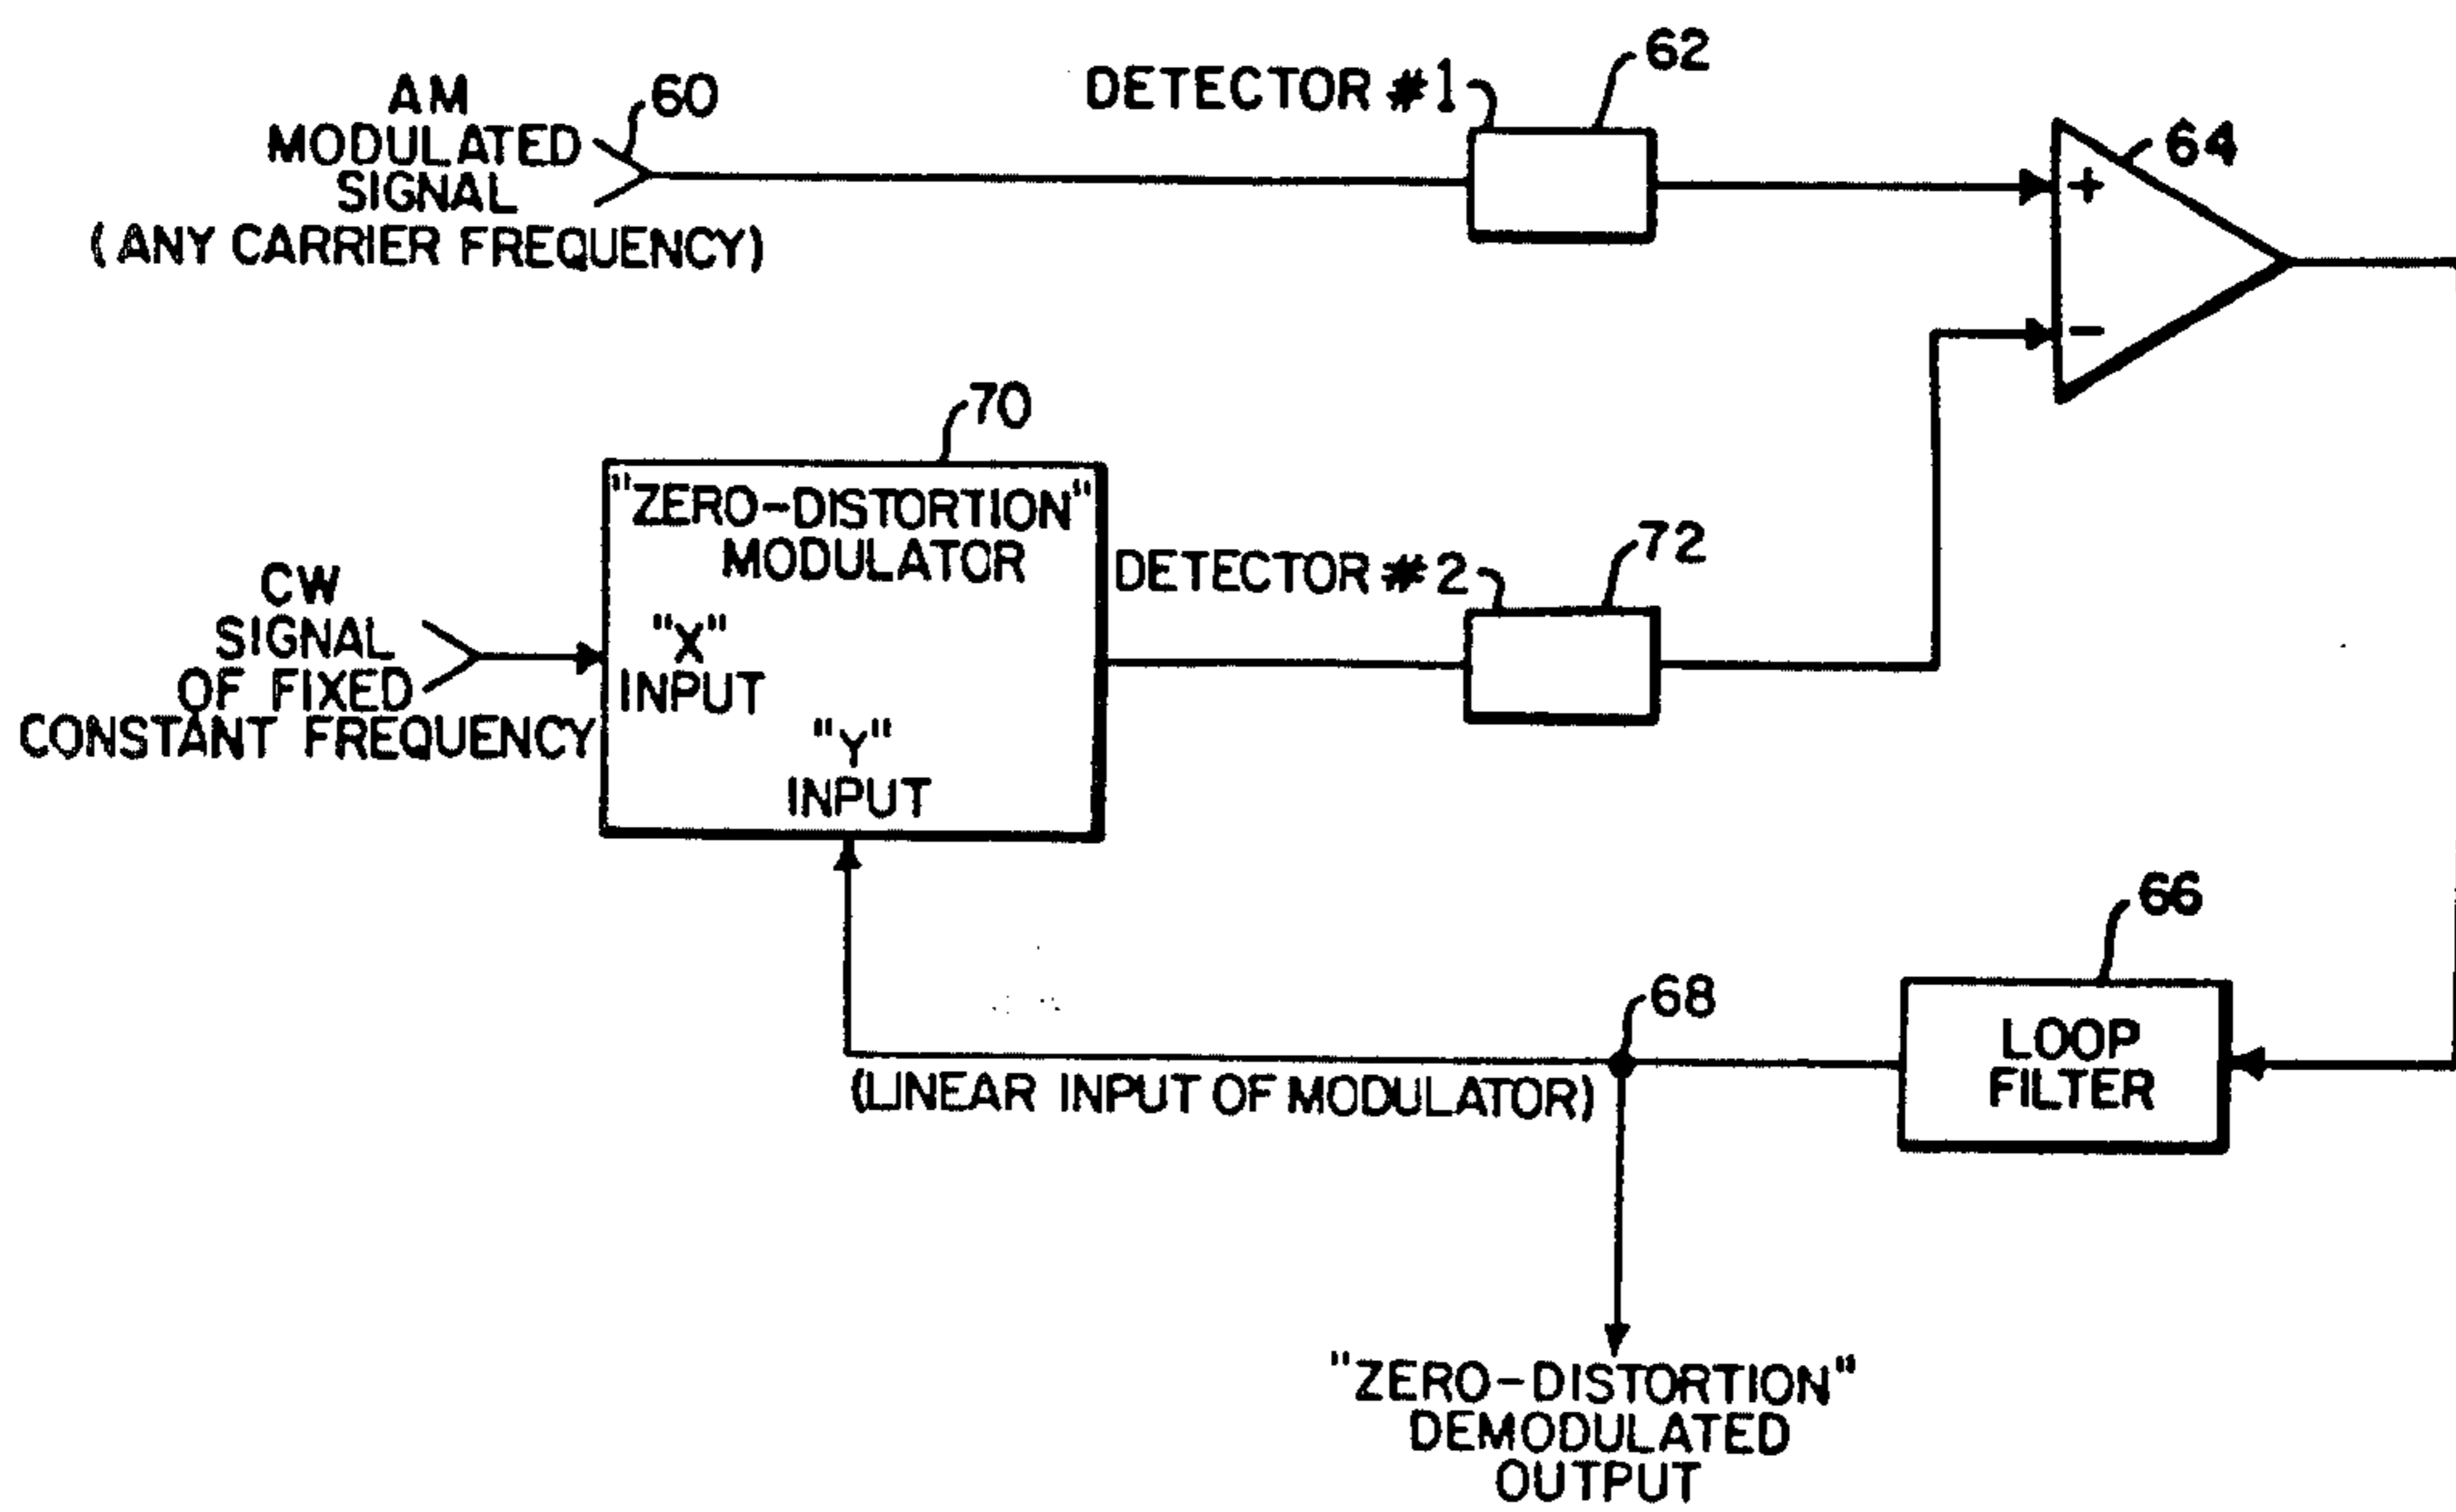 AM
MODULATED
SIGNAL
(ANY CARRIER FREQUENCY)
60
DETECTOR #1
62
64
+
−
70
"ZERO-DISTORTION"
MODULATOR
"X"
INPUT
"Y"
INPUT
CW
SIGNAL
OF FIXED
CONSTANT FREQUENCY
DETECTOR #2
72
66
LOOP
FILTER
68
(LINEAR INPUT OF MODULATOR)
"ZERO-DISTORTION"
DEMODULATED
OUTPUT